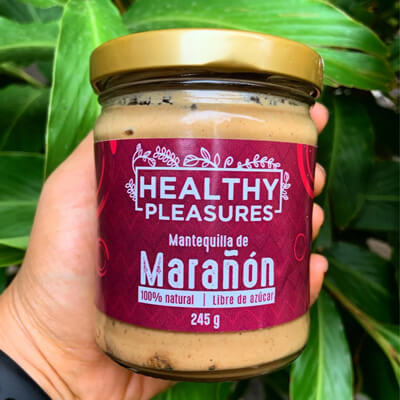 HEALTHY
PLEASURES
Mantequilla de
Marañón
100% natural | Libre de azúcar
245 g